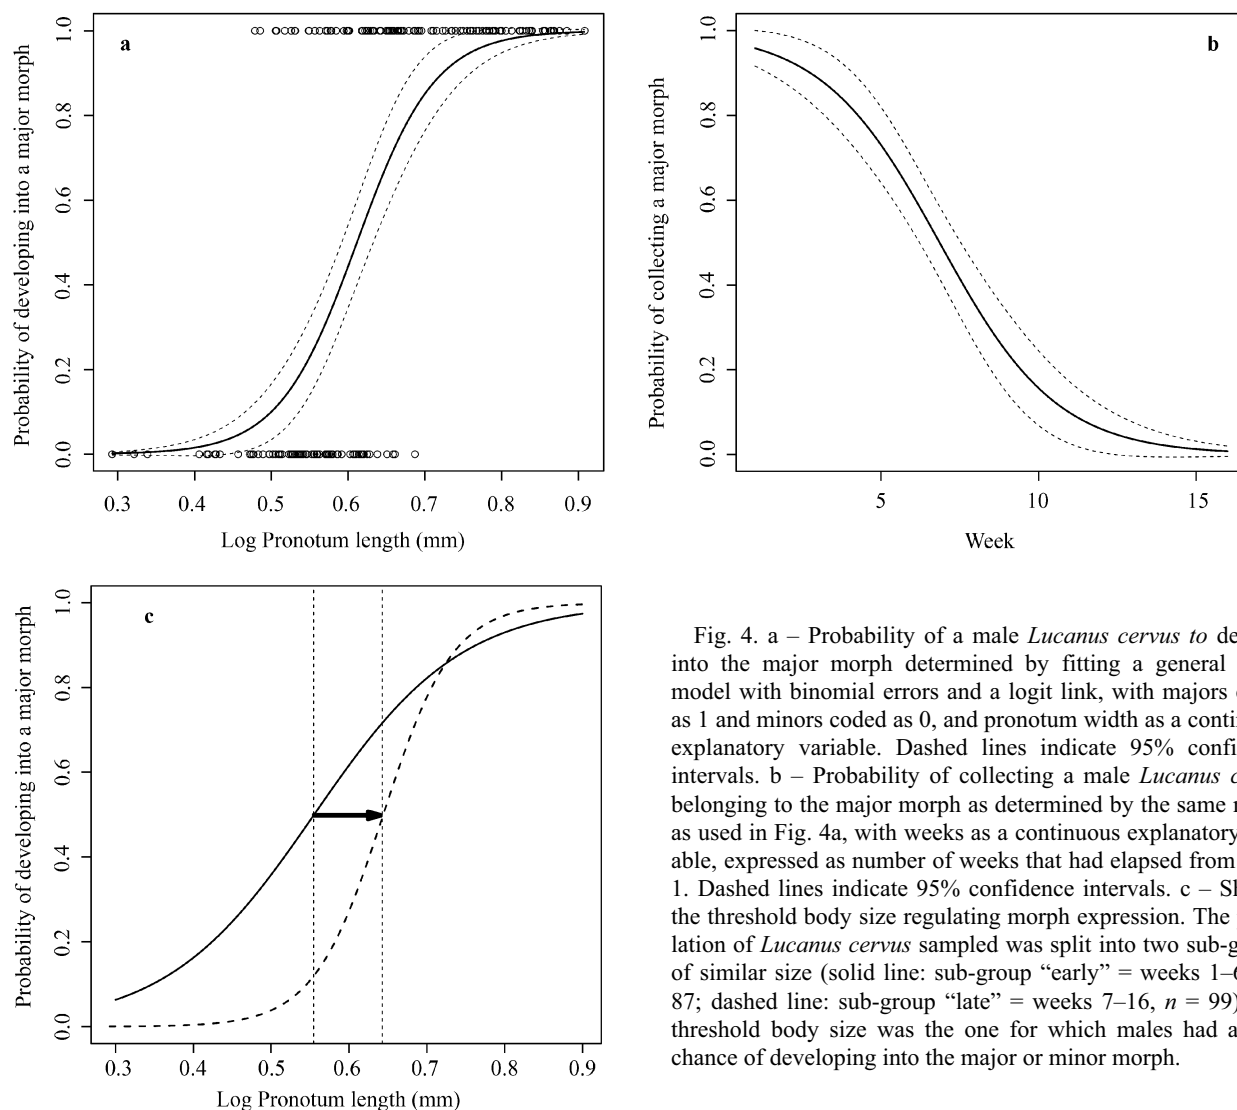 a
Probability of developing into a major morph
0.0 0.2 0.4 0.6 0.8 1.0
0.3 0.4 0.5 0.6 0.7 0.8 0.9
Log Pronotum length (mm)
b
Probability of collecting a major morph
0.0 0.2 0.4 0.6 0.8 1.0
5 10 15
Week
c
Probability of developing into a major morph
0.0 0.2 0.4 0.6 0.8 1.0
0.3 0.4 0.5 0.6 0.7 0.8 0.9
Log Pronotum length (mm)
Fig. 4. a – Probability of a male Lucanus cervus to de
into the major morph determined by fitting a general
model with binomial errors and a logit link, with majors
as 1 and minors coded as 0, and pronotum width as a conti
explanatory variable. Dashed lines indicate 95% confi
intervals. b – Probability of collecting a male Lucanus c
belonging to the major morph as determined by the same
as used in Fig. 4a, with weeks as a continuous explanatory
able, expressed as number of weeks that had elapsed from
1. Dashed lines indicate 95% confidence intervals. c – S
the threshold body size regulating morph expression. The
lation of Lucanus cervus sampled was split into two sub-g
of similar size (solid line: sub-group “early” = weeks 1–6
87; dashed line: sub-group “late” = weeks 7–16, n = 99)
threshold body size was the one for which males had a
chance of developing into the major or minor morph.